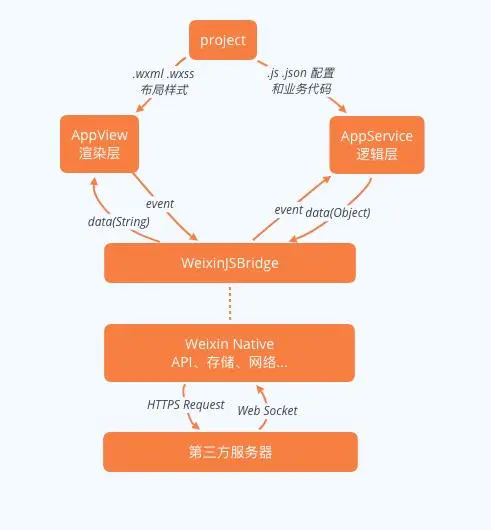 project
.wxml .wxss
布局样式
.js .json 配置
和业务代码
AppView
渲染层
AppService
逻辑层
event
data(String)
event
data(Object)
WeixinJSBridge
Weixin Native
API、存储、网络...
HTTPS Request
Web Socket
第三方服务器